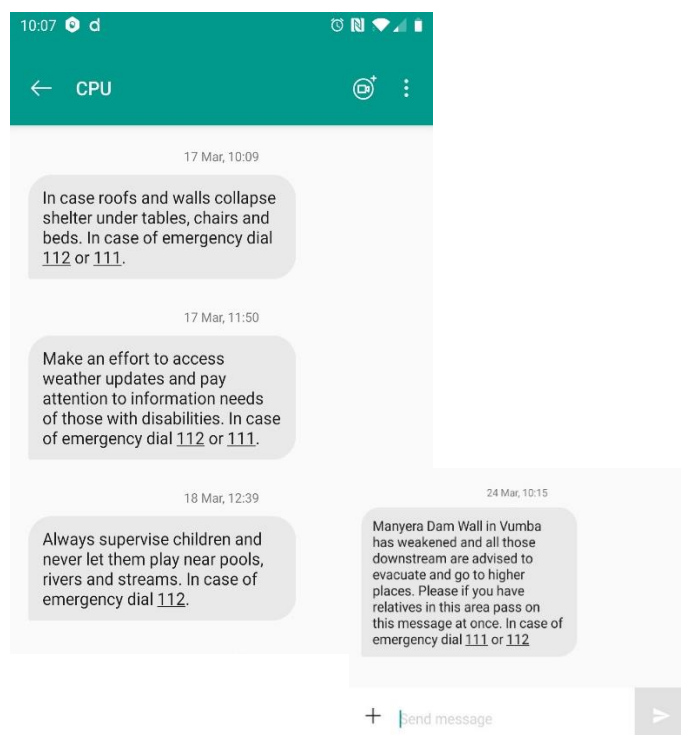 10:07 d
CPU
17 Mar, 10:09
In case roofs and walls collapse
shelter under tables, chairs and
beds. In case of emergency dial
112 or 111.
17 Mar, 11:50
Make an effort to access
weather updates and pay
attention to information needs
of those with disabilities. In case
of emergency dial 112 or 111.
18 Mar, 12:39
Always supervise children and
never let them play near pools,
rivers and streams. In case of
emergency dial 112.
24 Mar, 10:15
Manyera Dam Wall in Vumba
has weakened and all those
downstream are advised to
evacuate and go to higher
places. Please if you have
relatives in this area pass on
this message at once. In case of
emergency dial 111 or 112
Send message